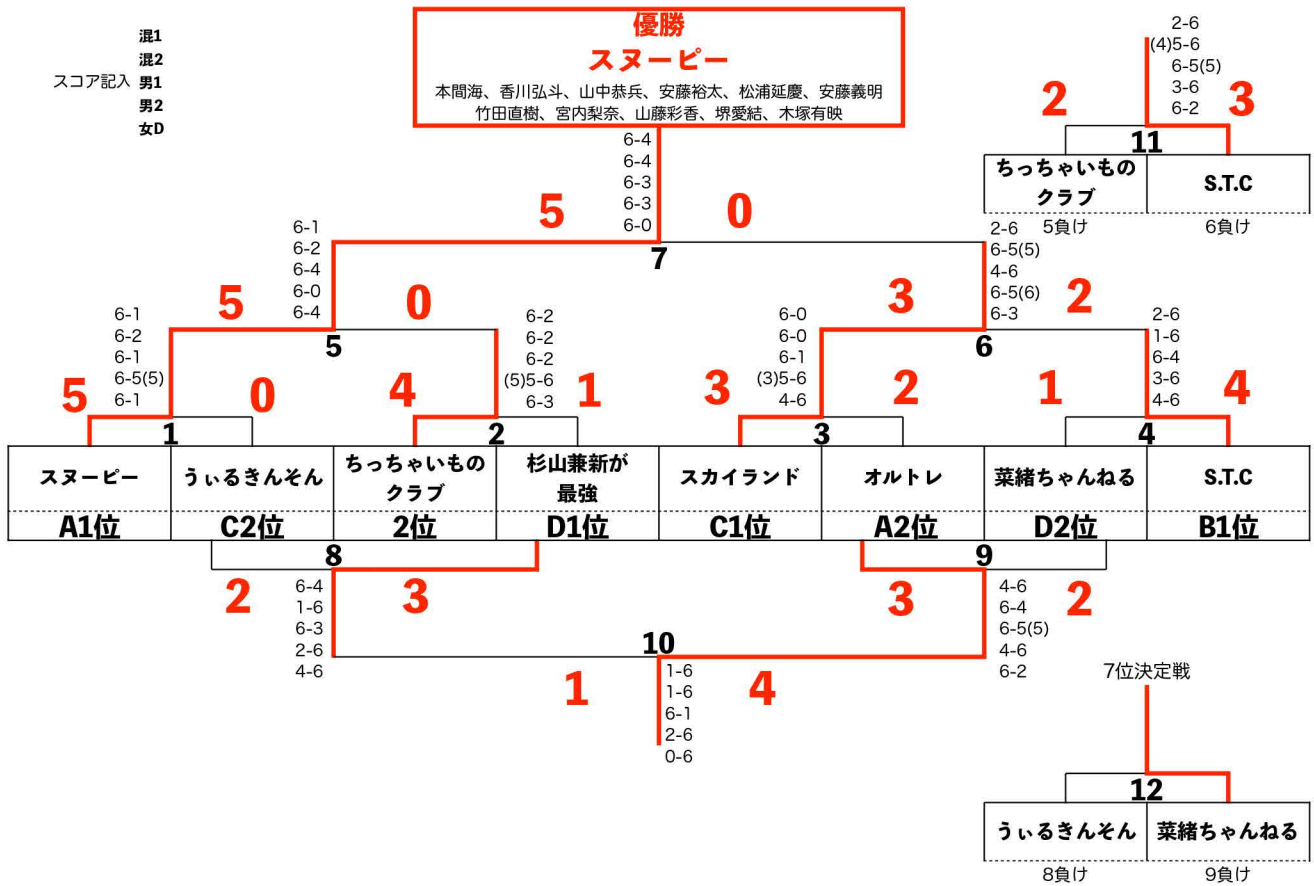 混1
混2
スコア記入 男1
男2
女D
優勝
スヌーピー
本間海、香川弘斗、山中恭兵、安藤裕太、松浦延慶、安藤義明
竹田直樹、宮内梨奈、山藤彩香、堺愛結、木塚有映
2-6
(4)5-6
6-5(5)
3-6
6-2
2
3
11
ちっちゃいもの
クラブ
S.T.C
5負け
6負け
6-4
6-4
6-3
6-3
6-0
5
0
7
6-1
6-2
6-4
6-0
6-4
5
0
5
2-6
6-5(5)
4-6
6-5(6)
6-3
3
2
6
6-1
6-2
6-1
6-5(5)
6-1
5
0
1
6-2
6-2
6-2
(5)5-6
6-3
4
1
2
6-0
6-0
6-1
(3)5-6
4-6
3
2
3
2-6
1-6
6-4
3-6
4-6
1
4
4
スヌーピー
うぃるきんそん
ちっちゃいもの
クラブ
杉山兼新が
最強
スカイランド
オルトレ
菜緒ちゃんねる
S.T.C
A1位
C2位
2位
D1位
C1位
A2位
D2位
B1位
8
2
3
6-4
1-6
6-3
2-6
4-6
9
3
2
4-6
6-4
6-5(5)
4-6
6-2
10
1
4
1-6
1-6
6-1
2-6
0-6
7位決定戦
12
うぃるきんそん
菜緒ちゃんねる
8負け
9負け